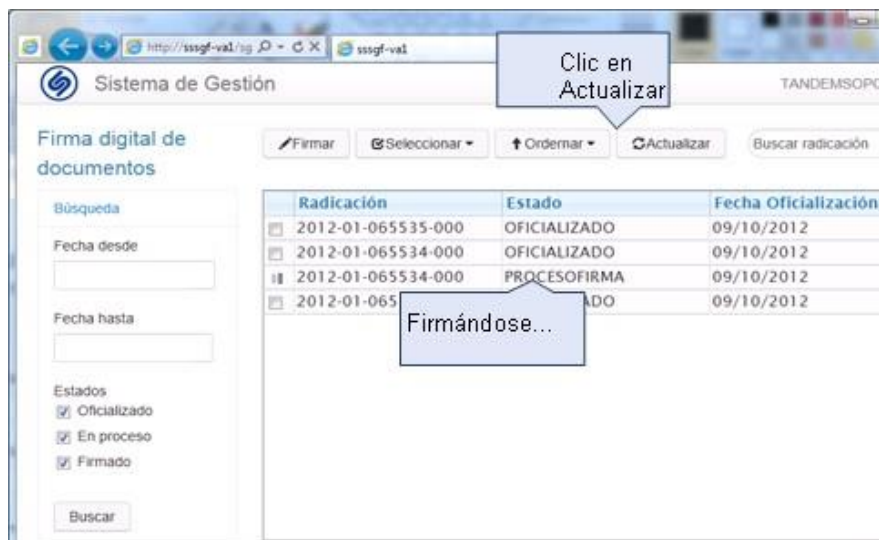 http://sssgf-va1/sg
sssgf-va1
Sistema de Gestión
TANDEMSOPO
Clic en
Actualizar
Firma digital de
documentos
Firmar
Seleccionar
Ordernar
Actualizar
Buscar radicación
Búsqueda
Fecha desde
Fecha hasta
Estados
Oficializado
En proceso
Firmado
Buscar
Radicación Estado Fecha Oficialización
2012-01-065535-000 OFICIALIZADO 09/10/2012
2012-01-065534-000 OFICIALIZADO 09/10/2012
2012-01-065534-000 PROCESOFIRMA 09/10/2012
2012-01-065 ADO 09/10/2012
Firmándose...